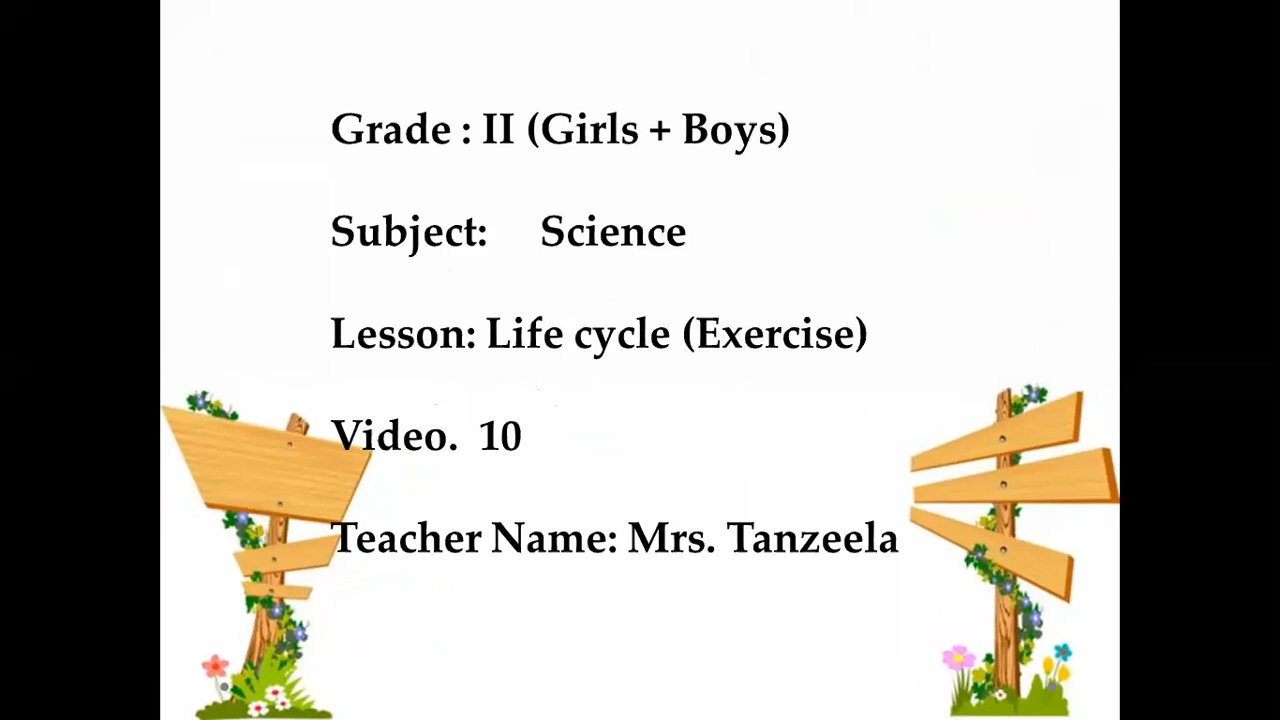 Grade : II (Girls + Boys)
Subject: Science
Lesson: Life cycle (Exercise)
Video. 10
Teacher Name: Mrs. Tanzeela